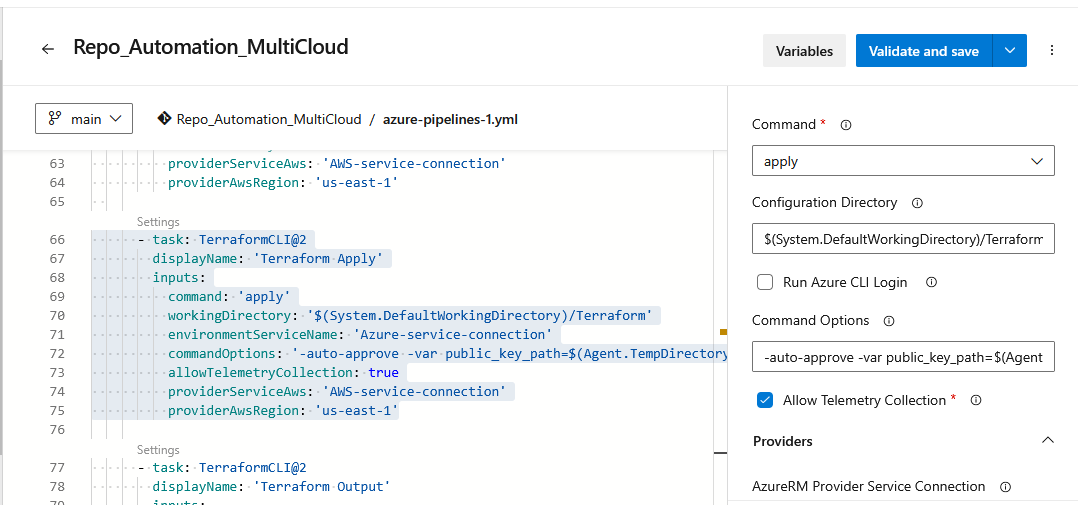 Repo_Automation_MultiCloud
Variables
Validate and save
main
Repo_Automation_MultiCloud / azure-pipelines-1.yml
63 providerServiceAws: 'AWS-service-connection'
64 providerAwsRegion: 'us-east-1'
65
Settings
66 - task: TerraformCLI@2
67 displayName: 'Terraform Apply'
68 inputs:
69 command: 'apply'
70 workingDirectory: '$(System.DefaultWorkingDirectory)/Terraform'
71 environmentServiceName: 'Azure-service-connection'
72 commandOptions: '-auto-approve -var public_key_path=$(Agent.TempDirectory
73 allowTelemetryCollection: true
74 providerServiceAws: 'AWS-service-connection'
75 providerAwsRegion: 'us-east-1'
76
Settings
77 - task: TerraformCLI@2
78 displayName: 'Terraform Output'
79 inputs:
Command *
apply
Configuration Directory
$(System.DefaultWorkingDirectory)/Terraform
Run Azure CLI Login
Command Options
-auto-approve -var public_key_path=$(Agent
Allow Telemetry Collection *
Providers
AzureRM Provider Service Connection